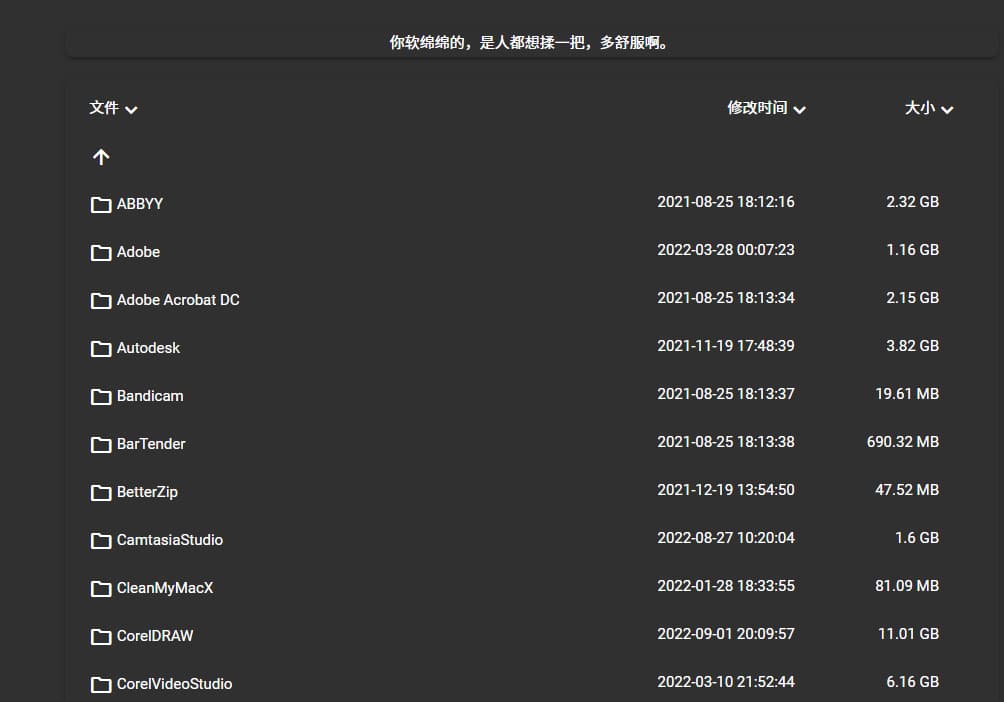 你软绵绵的，是人都想揉一把，多舒服啊。
文件 修改时间 大小
ABBYY 2021-08-25 18:12:16 2.32 GB
Adobe 2022-03-28 00:07:23 1.16 GB
Adobe Acrobat DC 2021-08-25 18:13:34 2.15 GB
Autodesk 2021-11-19 17:48:39 3.82 GB
Bandicam 2021-08-25 18:13:37 19.61 MB
BarTender 2021-08-25 18:13:38 690.32 MB
BetterZip 2021-12-19 13:54:50 47.52 MB
CamtasiaStudio 2022-08-27 10:20:04 1.6 GB
CleanMyMacX 2022-01-28 18:33:55 81.09 MB
CorelDRAW 2022-09-01 20:09:57 11.01 GB
CorelVideoStudio 2022-03-10 21:52:44 6.16 GB